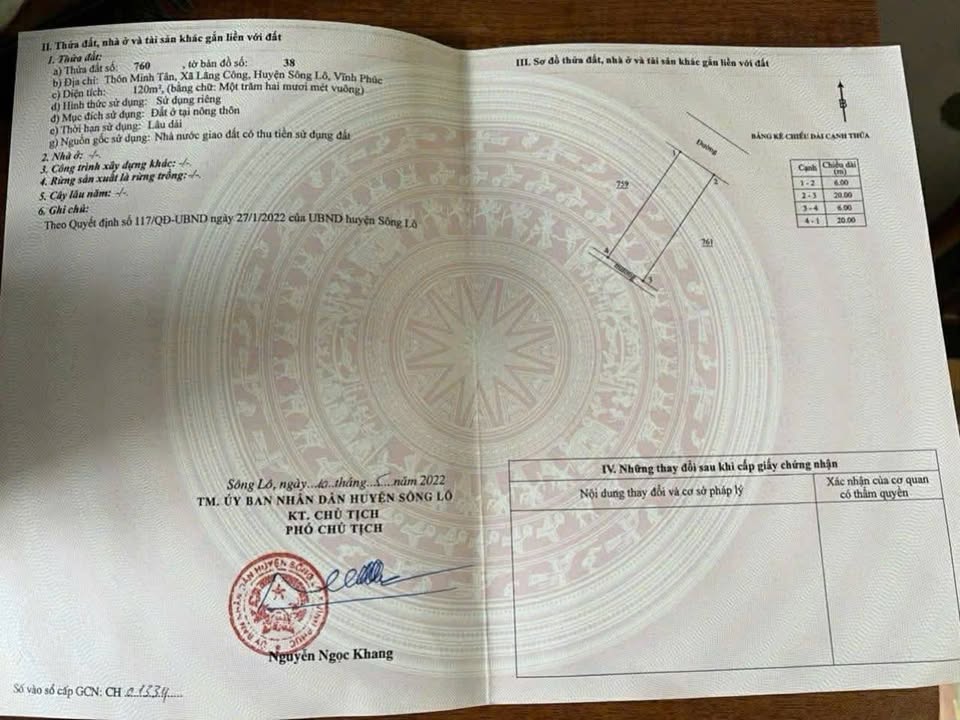 II. Thửa đất, nhà ở và tài sản khác gắn liền với đất
1. Thửa đất:
a) Thửa đất số: 760 , tờ bản đồ số: 38
b) Địa chỉ: Thôn Minh Tân, Xã Lãng Công, Huyện Sông Lô, Vĩnh Phúc
c) Diện tích: 120m², (bằng chữ: Một trăm hai mươi mét vuông)
d) Hình thức sử dụng: Sử dụng riêng
đ) Mục đích sử dụng: Đất ở tại nông thôn
e) Thời hạn sử dụng: Lâu dài
g) Nguồn gốc sử dụng: Nhà nước giao đất có thu tiền sử dụng đất
2. Nhà ở: -/-
3. Công trình xây dựng khác: -/-
4. Rừng sản xuất là rừng trồng: -/-
5. Cây lâu năm: -/-
6. Ghi chú:
Theo Quyết định số 117/QĐ-UBND ngày 27/1/2022 của UBND huyện Sông Lô
Sông Lô, ngày...10...tháng...5...năm 2022
TM. ỦY BAN NHÂN DÂN HUYỆN SÔNG LÔ
KT. CHỦ TỊCH
PHÓ CHỦ TỊCH
Nguyễn Ngọc Khang
Số vào sổ cấp GCN: CH 01334
III. Sơ đồ thửa đất, nhà ở và tài sản khác gắn liền với đất
B
BẢNG KÊ CHIỀU DÀI CẠNH THỬA
Cạnh Chiều dài (m)
1 - 2 6.00
2 - 3 20.00
3 - 4 6.00
4 - 1 20.00
Đường
1
2
759
761
4
mương
3
IV. Những thay đổi sau khi cấp giấy chứng nhận
Nội dung thay đổi và cơ sở pháp lý
Xác nhận của cơ quan
có thẩm quyền